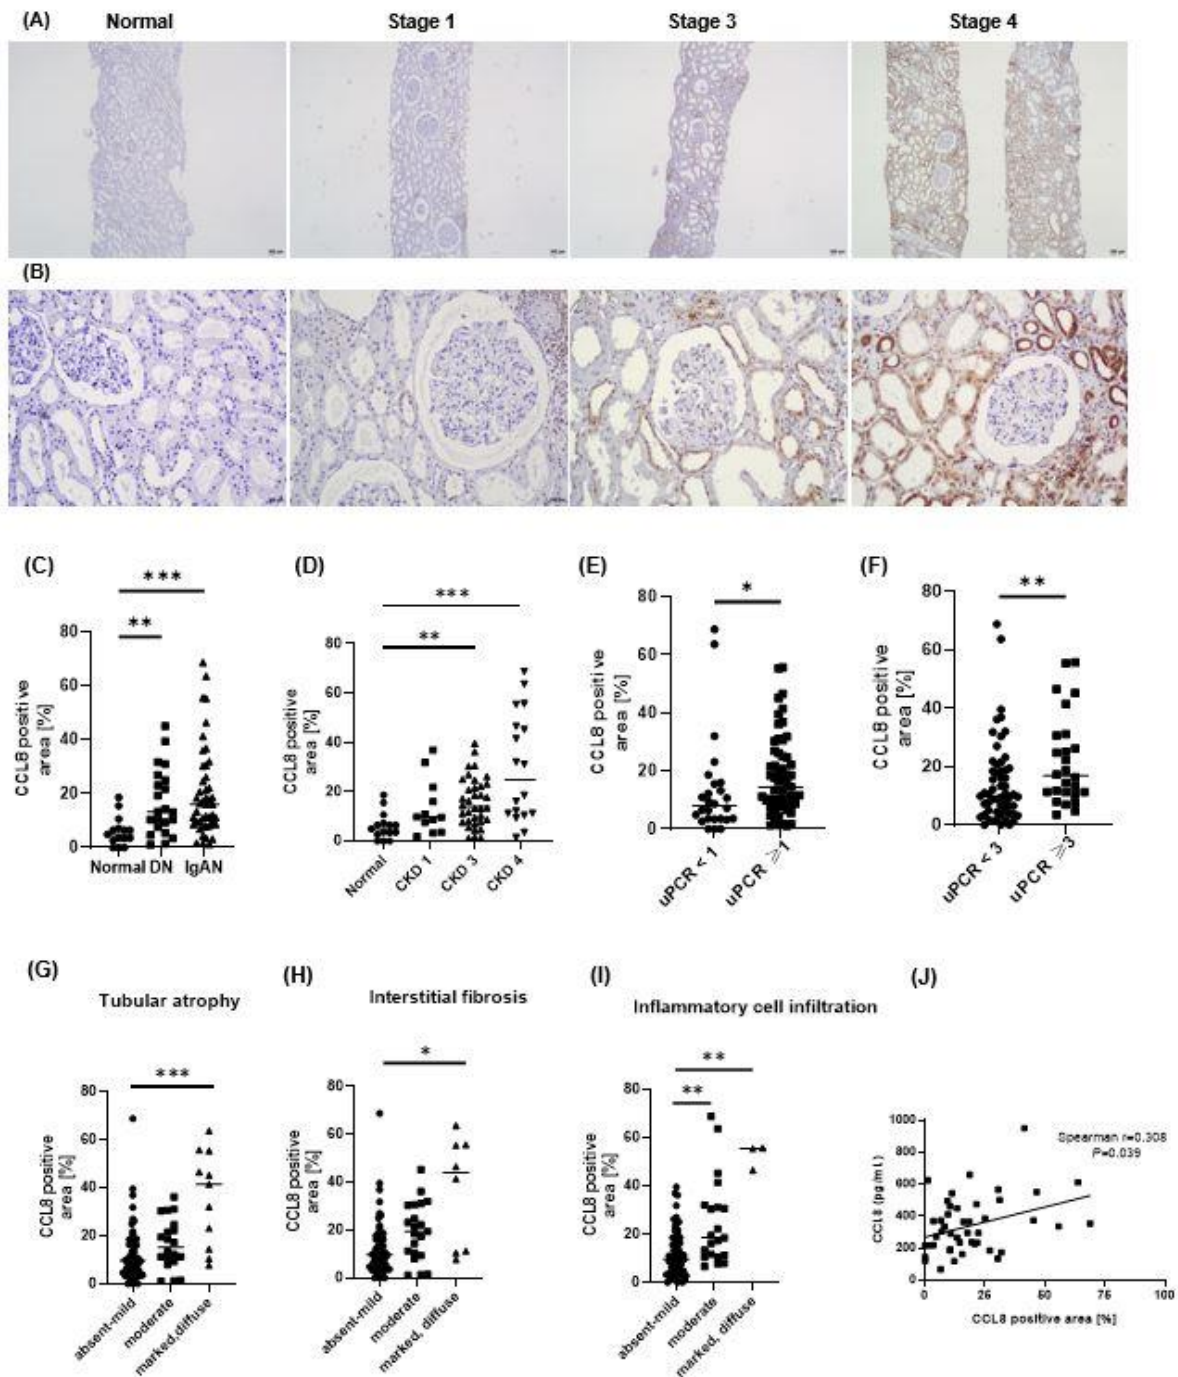 (A) Normal Stage 1 Stage 3 Stage 4
(B)
(C) (D) (E) (F)
***
**
80
60
40
20
0
CCL8 positive
area [%]
Normal DN IgAN
***
**
80
60
40
20
0
CCL8 positive
area [%]
Normal
CKD 1
CKD 3
CKD 4
*
80
60
40
20
0
CCL8 positive
area [%]
uPCR < 1
uPCR ⩾1
**
80
60
40
20
0
CCL8 positive
area [%]
uPCR < 3
uPCR ⩾3
(G) (H) (I) (J)
Tubular atrophy
***
80
60
40
20
0
CCL8 positive
area [%]
absent-mild
moderate
marked,diffuse
Interstitial fibrosis
*
80
60
40
20
0
CCL8 positive
area [%]
absent-mild
moderate
marked, diffuse
Inflammatory cell infiltration
**
**
80
60
40
20
0
CCL8 positive
area [%]
absent-mild
moderate
marked, diffuse
Spearman r=0.308
P=0.039
1000
800
600
400
200
0
CCL8 (pg/mL)
0 26 50 76 100
CCL8 positive area [%]